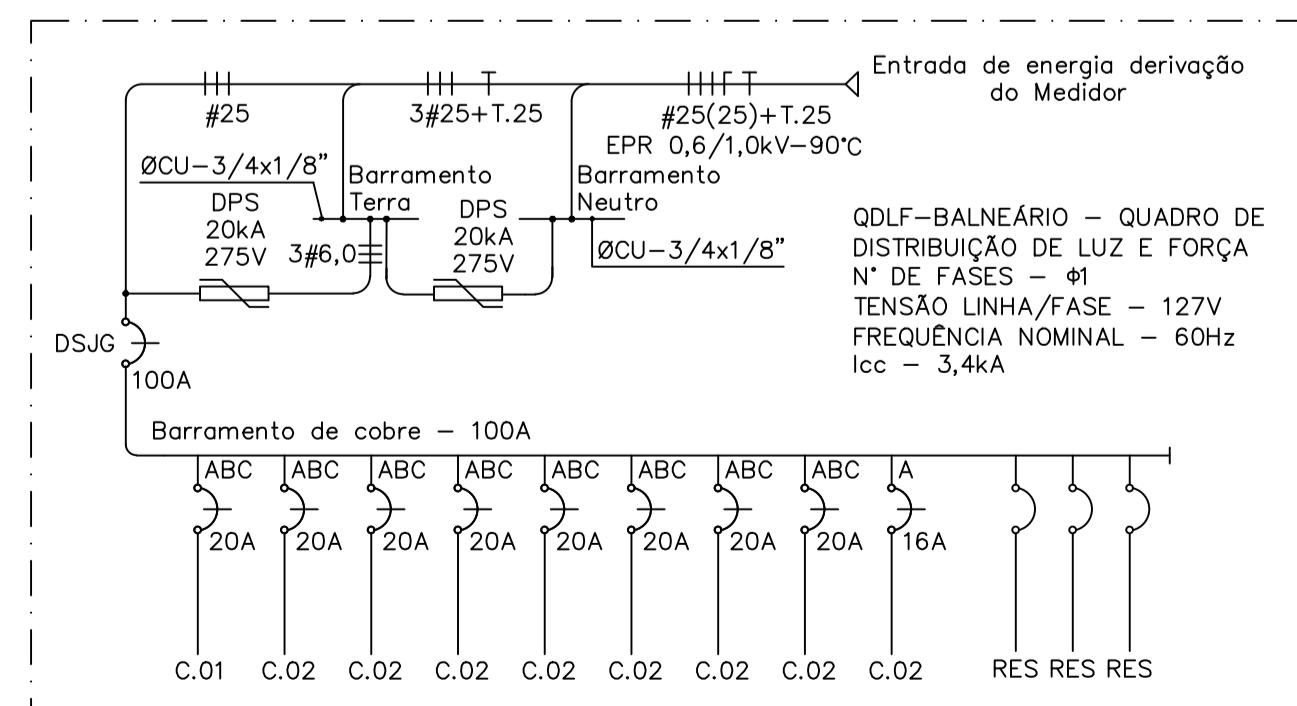 Entrada de energia derivação
do Medidor
#25
3#25+T.25
#25(25)+T.25
EPR 0,6/1,0kV-90°C
ØCU-3/4x1/8"
Barramento
Terra
Barramento
Neutro
DPS
20kA
275V
3#6,0
DPS
20kA
275V
ØCU-3/4x1/8"
QDLF-BALNEÁRIO - QUADRO DE
DISTRIBUIÇÃO DE LUZ E FORÇA
N° DE FASES - Φ1
TENSÃO LINHA/FASE - 127V
FREQUÊNCIA NOMINAL - 60Hz
Icc - 3,4kA
DSJG
100A
Barramento de cobre - 100A
ABC ABC ABC ABC ABC ABC ABC ABC A
20A 20A 20A 20A 20A 20A 20A 20A 16A
C.01 C.02 C.02 C.02 C.02 C.02 C.02 C.02 C.02 RES RES RES